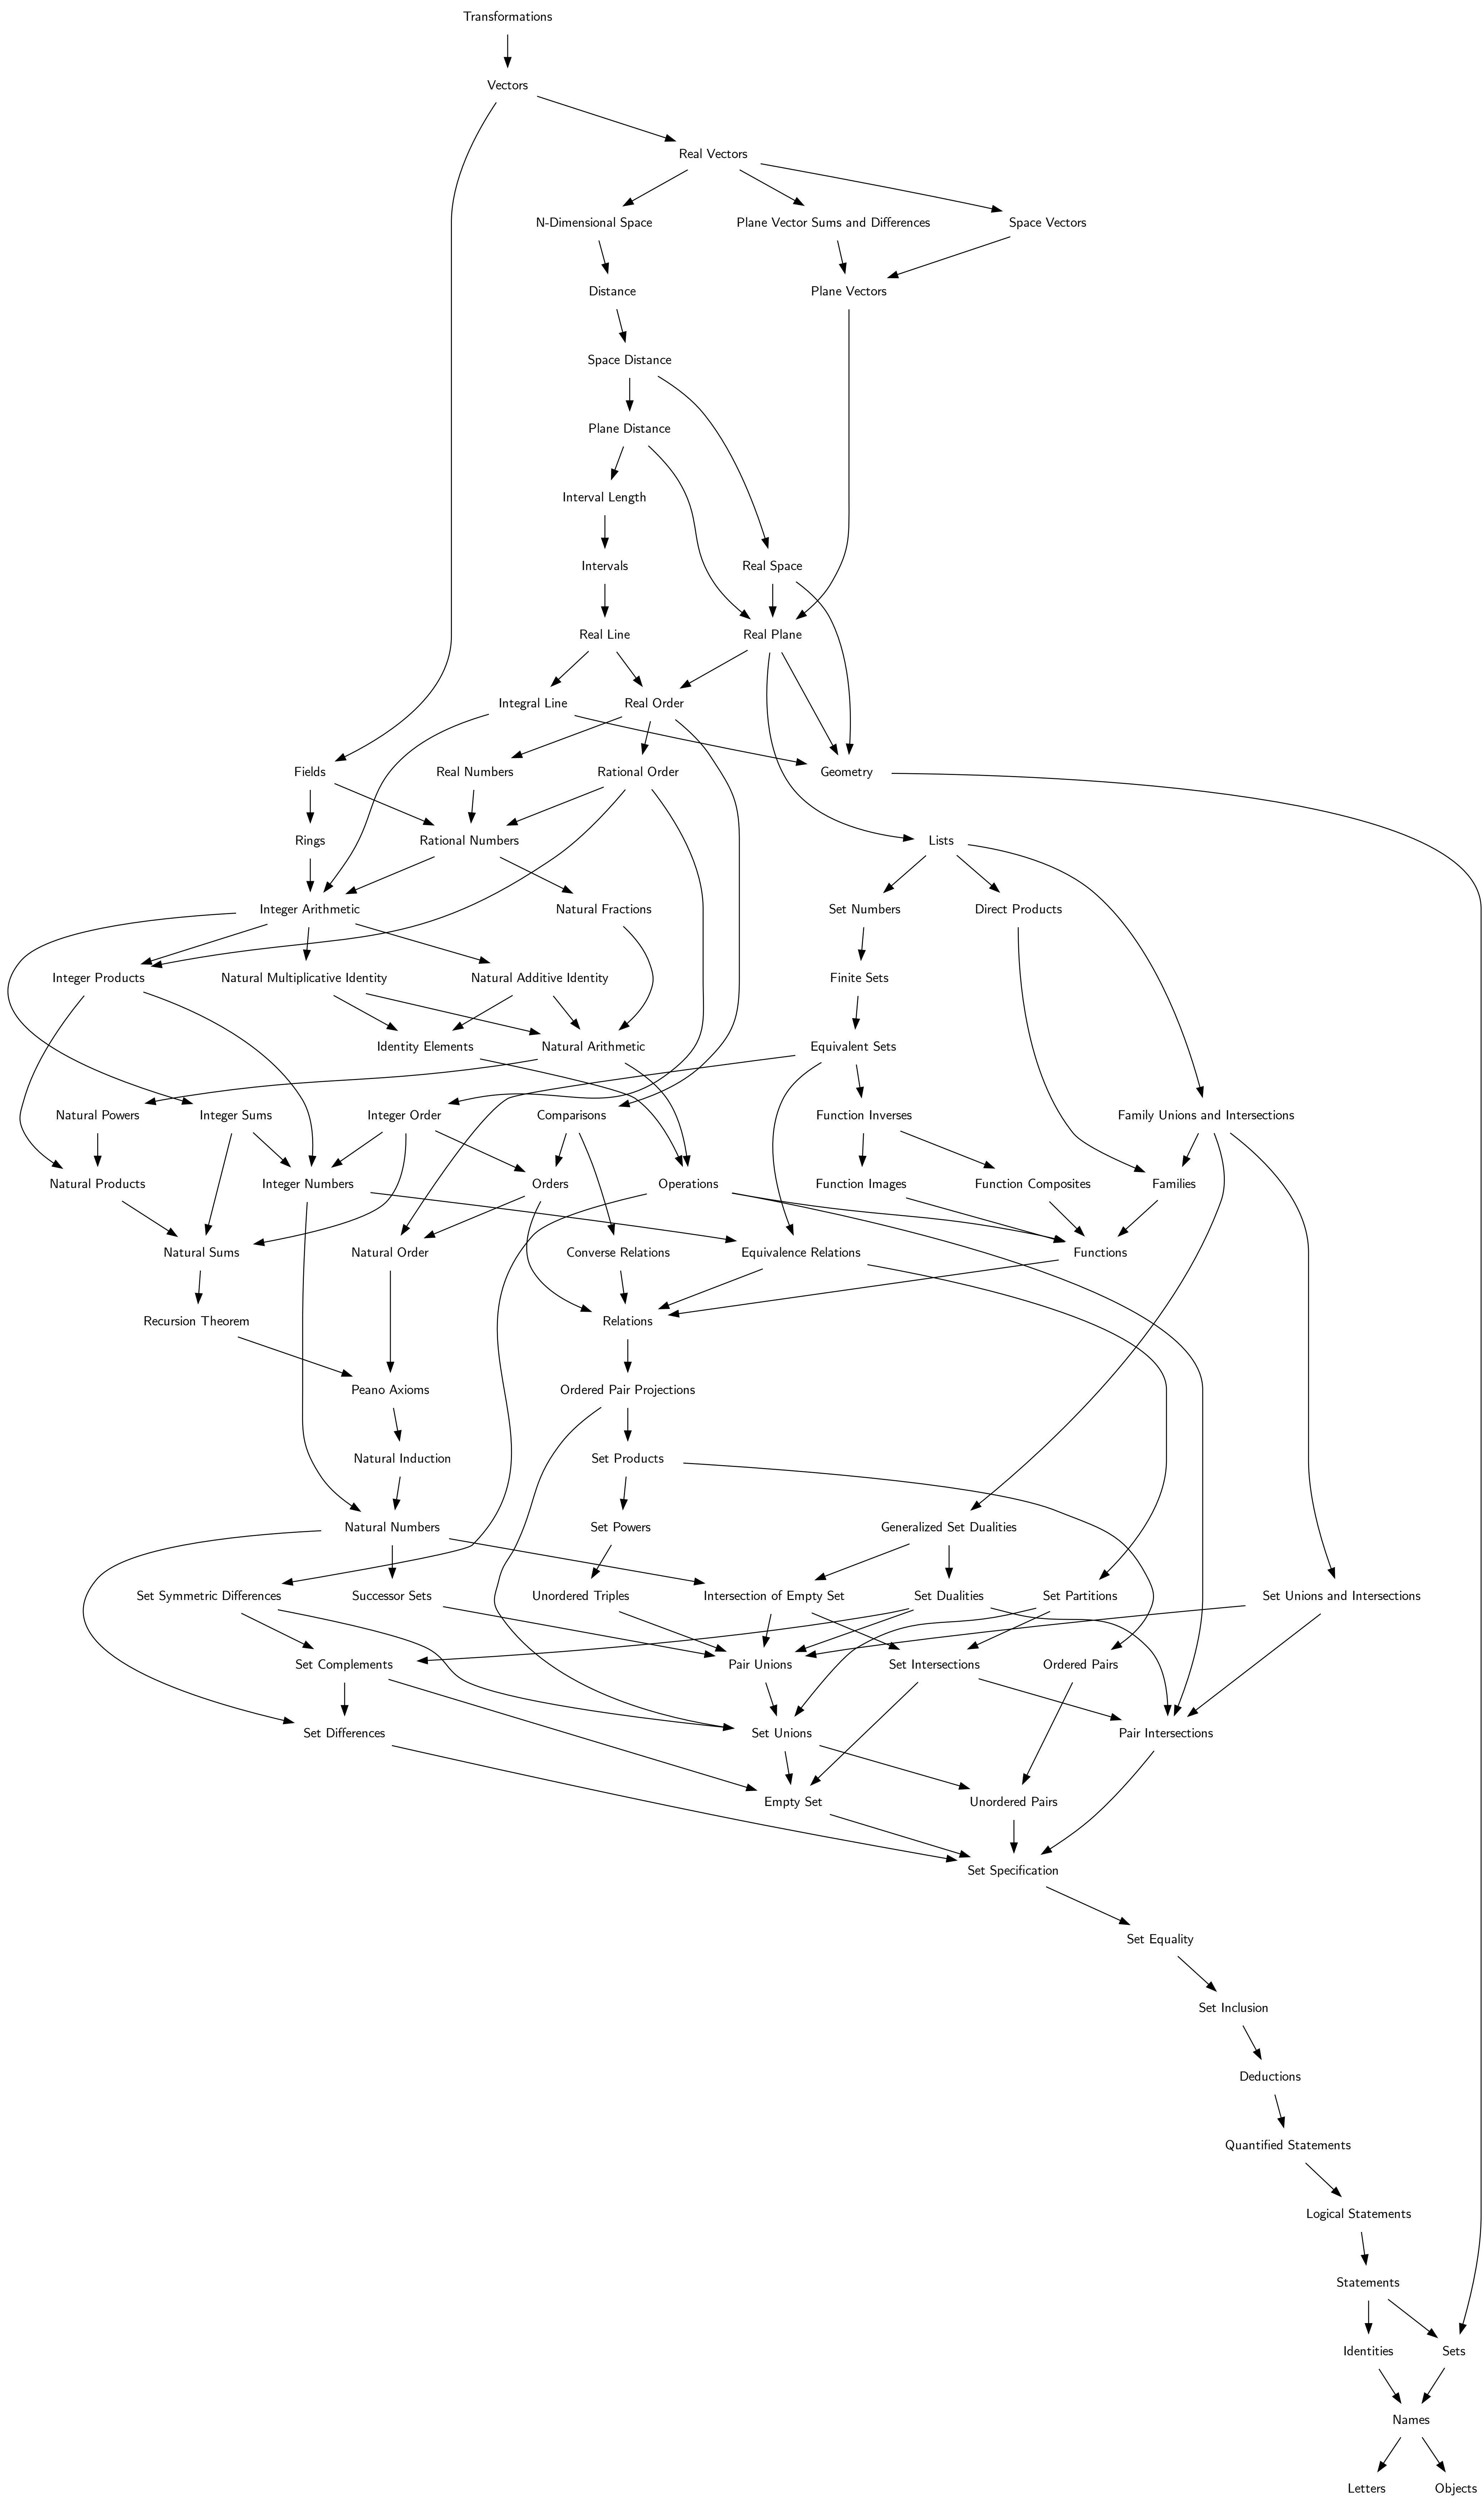 Transformations
Vectors
Real Vectors
N-Dimensional Space
Plane Vector Sums and Differences
Space Vectors
Distance
Plane Vectors
Space Distance
Plane Distance
Interval Length
Intervals
Real Space
Real Line
Real Plane
Integral Line
Real Order
Fields
Real Numbers
Rational Order
Geometry
Rings
Rational Numbers
Lists
Integer Arithmetic
Natural Fractions
Set Numbers
Direct Products
Integer Products
Natural Multiplicative Identity
Natural Additive Identity
Finite Sets
Identity Elements
Natural Arithmetic
Equivalent Sets
Natural Powers
Integer Sums
Integer Order
Comparisons
Function Inverses
Family Unions and Intersections
Natural Products
Integer Numbers
Orders
Operations
Function Images
Function Composites
Families
Natural Sums
Natural Order
Converse Relations
Equivalence Relations
Functions
Recursion Theorem
Relations
Peano Axioms
Ordered Pair Projections
Natural Induction
Set Products
Natural Numbers
Set Powers
Generalized Set Dualities
Set Symmetric Differences
Successor Sets
Unordered Triples
Intersection of Empty Set
Set Dualities
Set Partitions
Set Unions and Intersections
Set Complements
Pair Unions
Set Intersections
Ordered Pairs
Set Differences
Set Unions
Pair Intersections
Empty Set
Unordered Pairs
Set Specification
Set Equality
Set Inclusion
Deductions
Quantified Statements
Logical Statements
Statements
Identities
Sets
Names
Letters
Objects